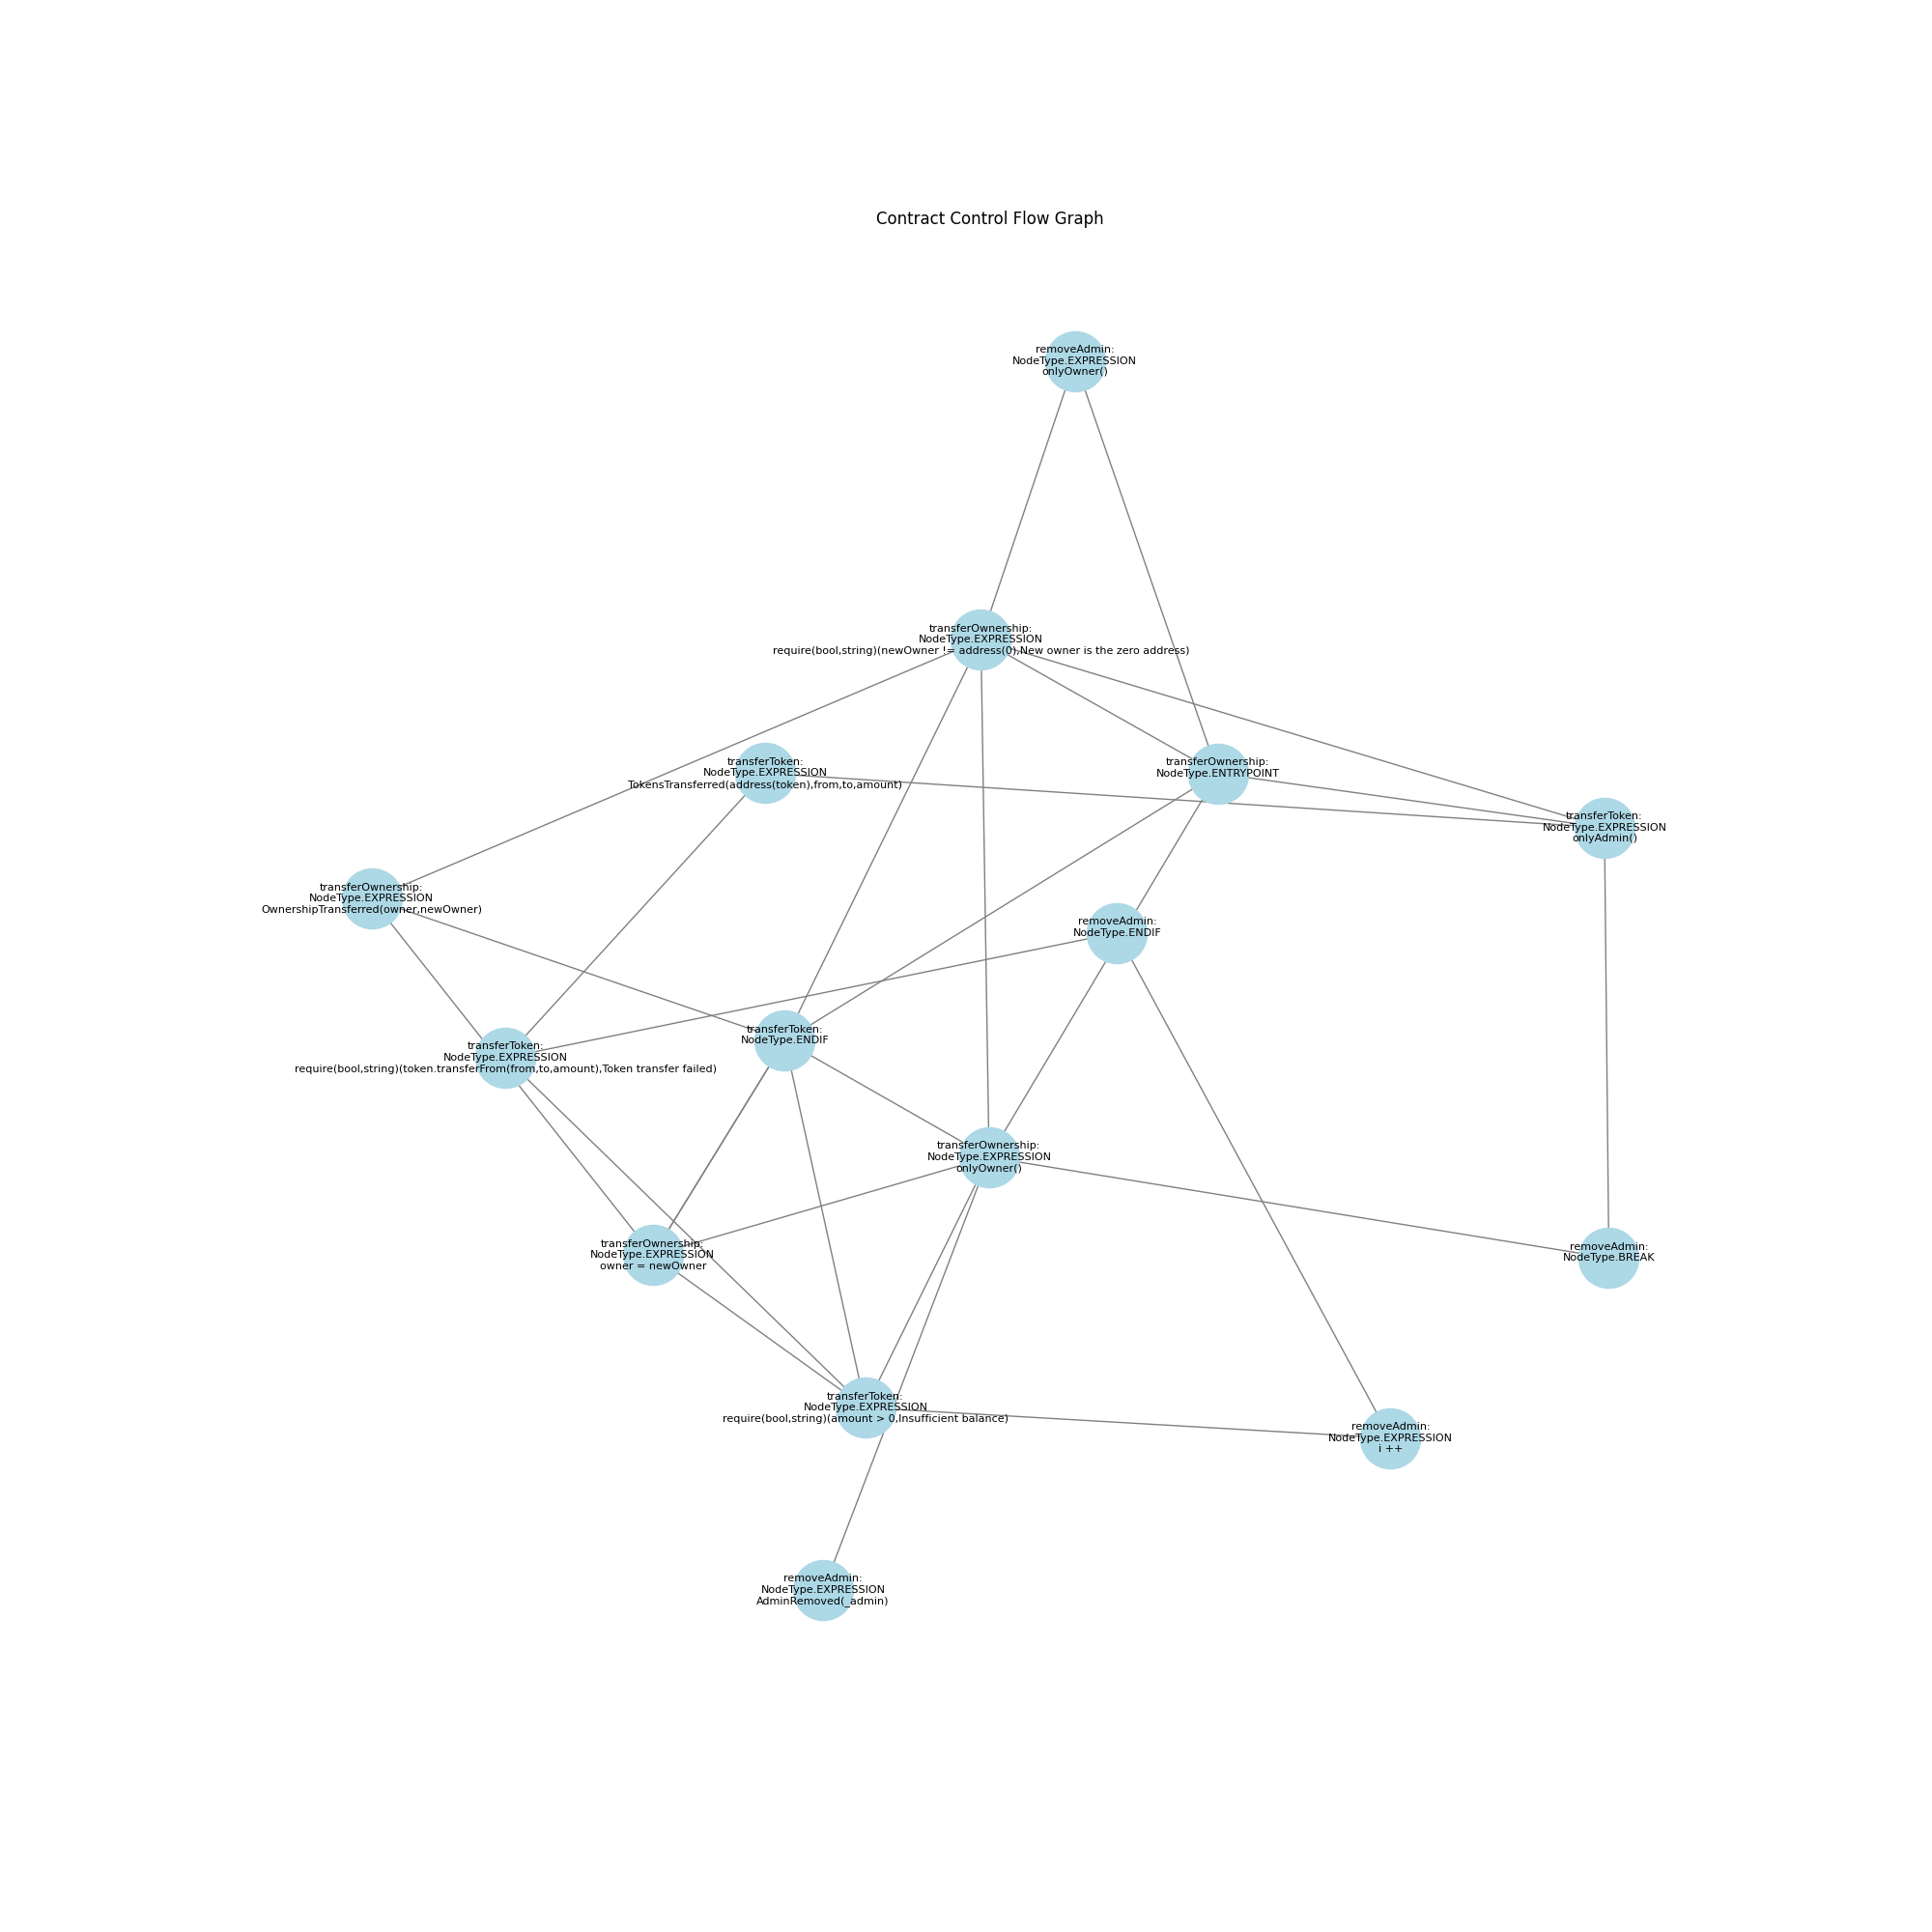 Contract Control Flow Graph
removeAdmin:
NodeType.EXPRESSION
onlyOwner()
transferOwnership:
NodeType.EXPRESSION
require(bool,string)(newOwner != address(0),New owner is the zero address)
transferToken:
NodeType.EXPRESSION
TokensTransferred(address(token),from,to,amount)
transferOwnership:
NodeType.ENTRYPOINT
transferToken:
NodeType.EXPRESSION
onlyAdmin()
transferOwnership:
NodeType.EXPRESSION
OwnershipTransferred(owner,newOwner)
removeAdmin:
NodeType.ENDIF
transferToken:
NodeType.ENDIF
transferToken:
NodeType.EXPRESSION
require(bool,string)(token.transferFrom(from,to,amount),Token transfer failed)
transferOwnership:
NodeType.EXPRESSION
onlyOwner()
transferOwnership:
NodeType.EXPRESSION
owner = newOwner
removeAdmin:
NodeType.BREAK
transferToken:
NodeType.EXPRESSION
require(bool,string)(amount > 0,Insufficient balance)
removeAdmin:
NodeType.EXPRESSION
i ++
removeAdmin:
NodeType.EXPRESSION
AdminRemoved(_admin)